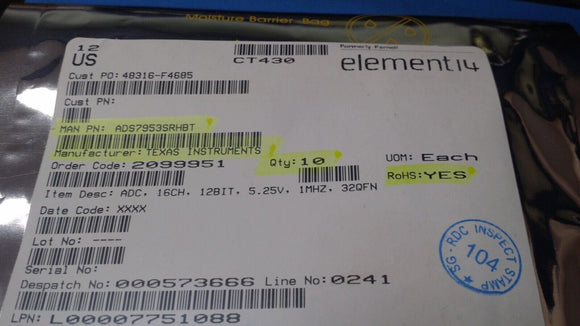 Moisture Barrier Bag
12
US
CT430
Formerly Farnell
element14
Cust PO: 48316-F4685
Cust PN:
MAN PN: ADS7953SRHBT
Manufacturer: TEXAS INSTRUMENTS
Order Code: 2099951
Qty: 10
UOM: Each
RoHS: YES
Item Desc: ADC, 16CH, 12BIT, 5.25V, 1MHZ, 32QFN
Date Code: XXXX
Lot No: ----
Serial No:
Despatch No: 000573666 Line No: 0241
LPN: L00007751088
SG - RDC INSPECT STAMP
104